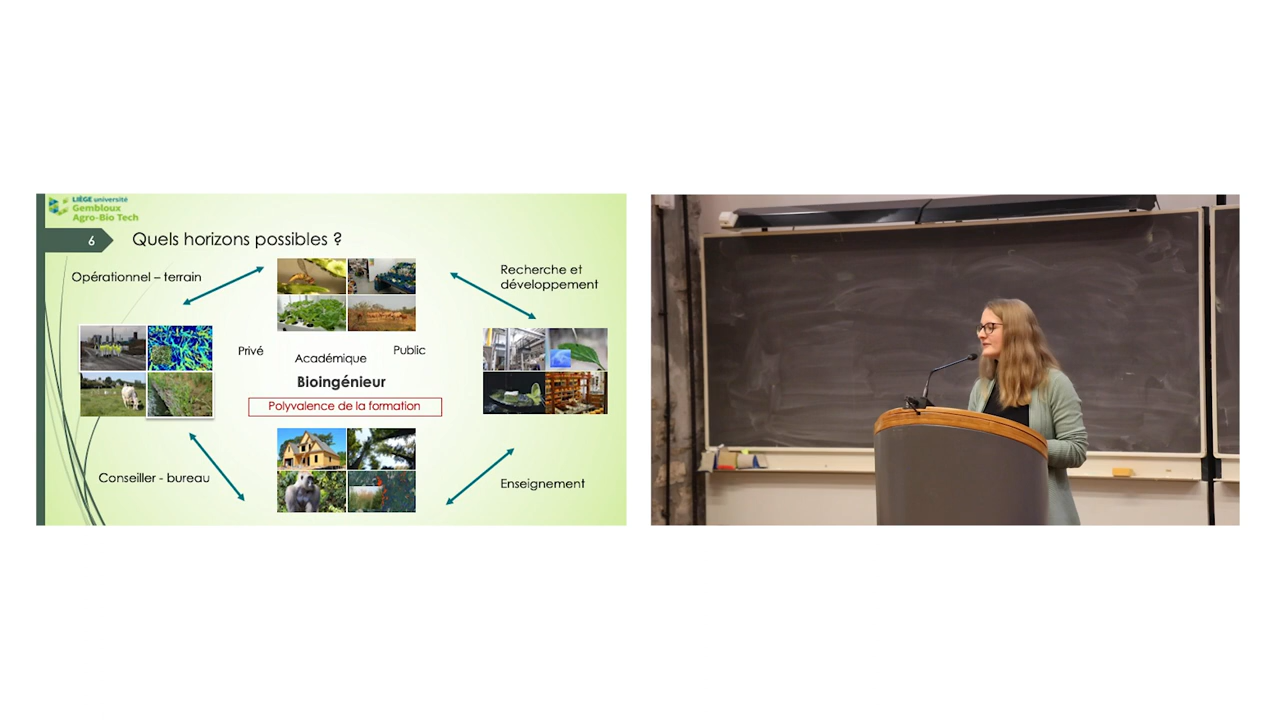 LIÈGE université
Gembloux
Agro-Bio Tech
6
Quels horizons possibles ?
Opérationnel – terrain
Recherche et
développement
Privé
Académique
Public
Bioingénieur
Polyvalence de la formation
Conseiller - bureau
Enseignement